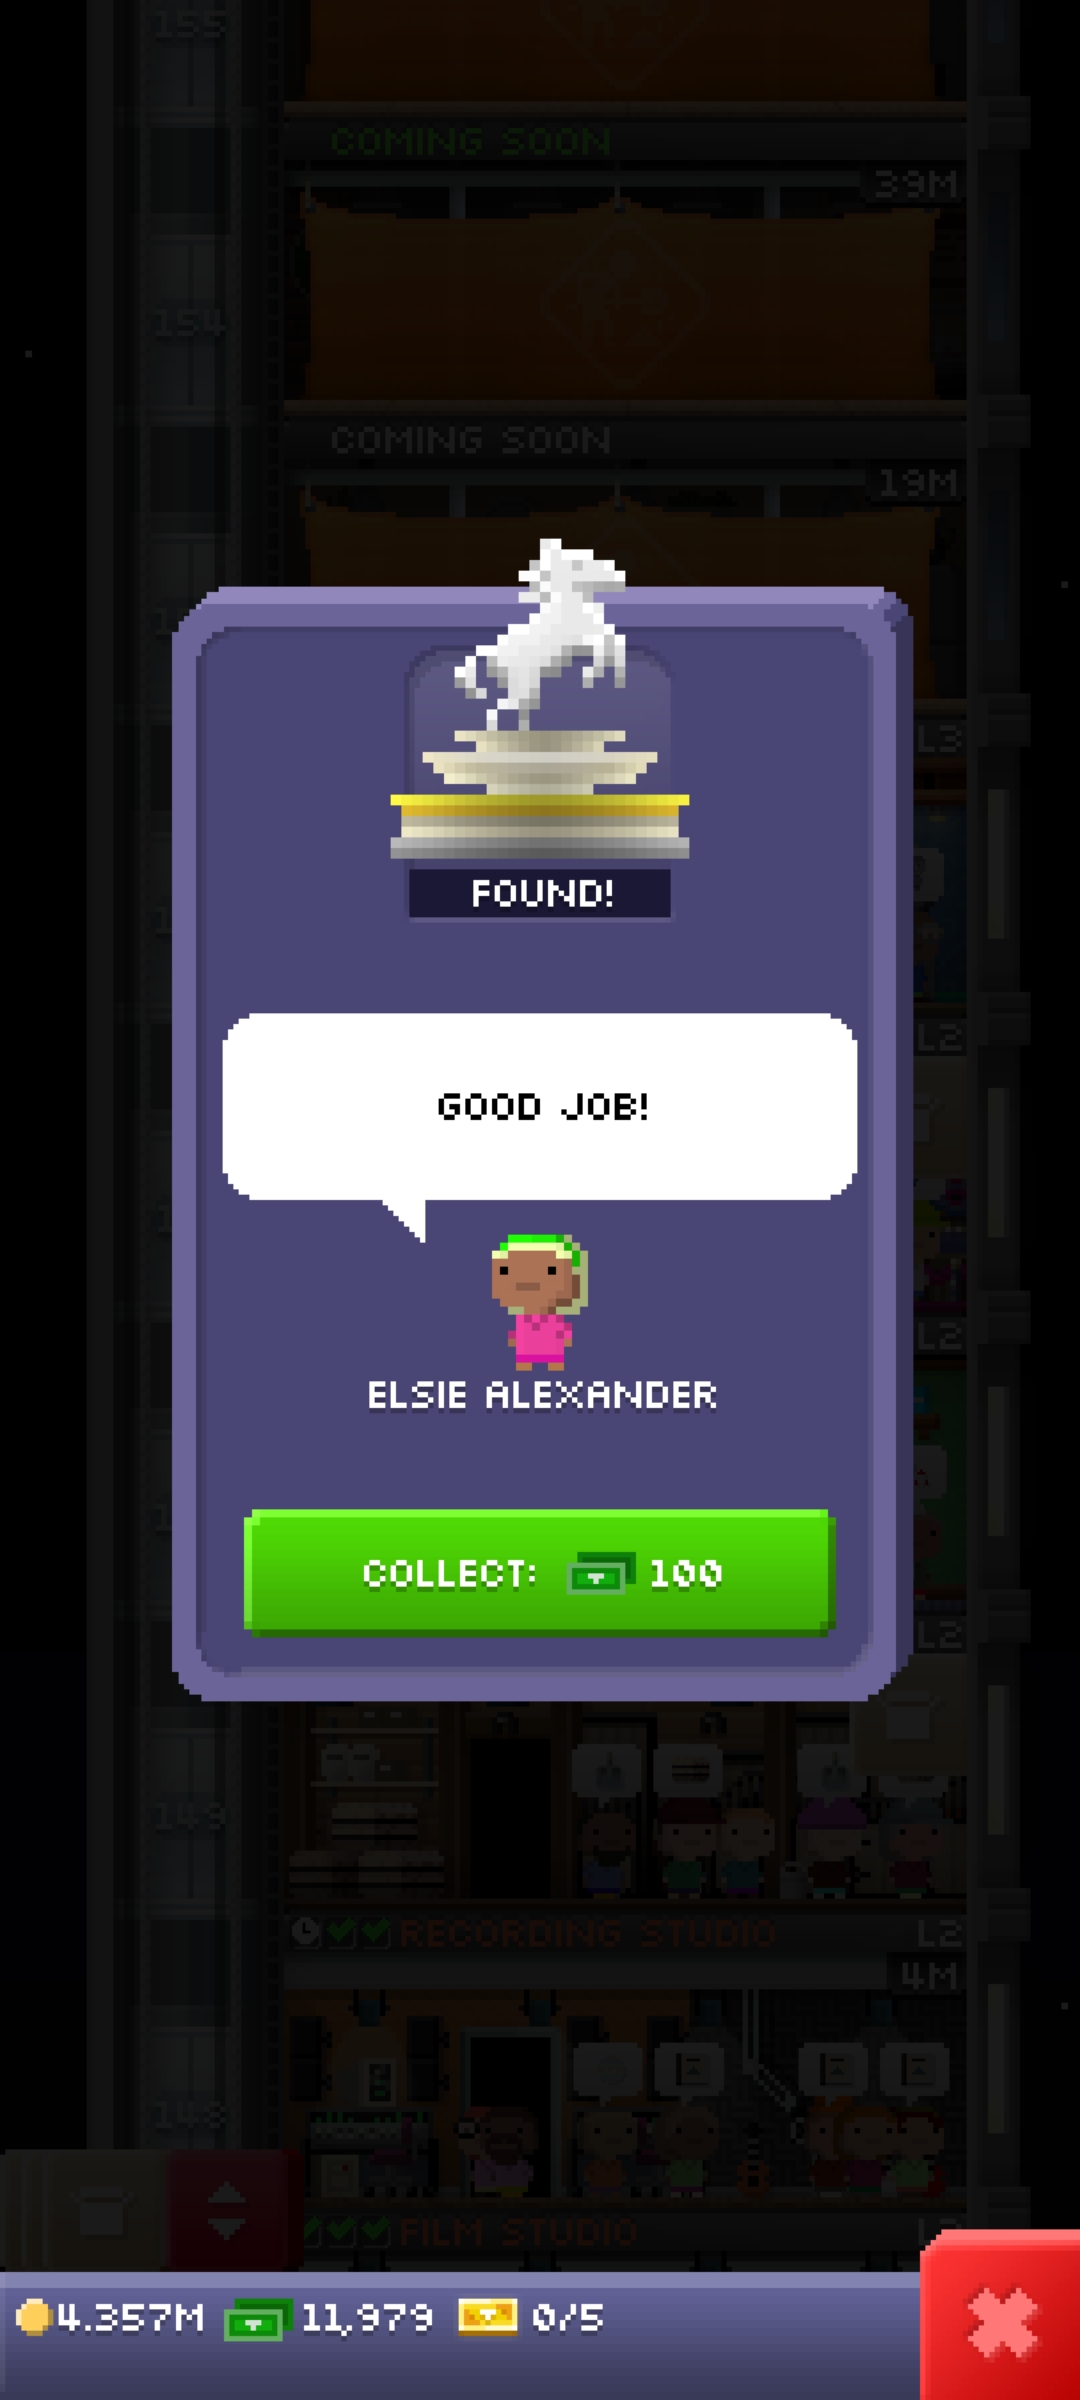 155
COMING SOON
39M
154
COMING SOON
19M
L3
FOUND!
L2
GOOD JOB!
L2
ELSIE ALEXANDER
COLLECT: 100
L2
149
RECORDING STUDIO
L2
4M
148
FILM STUDIO
4.357M 11,979 0/5